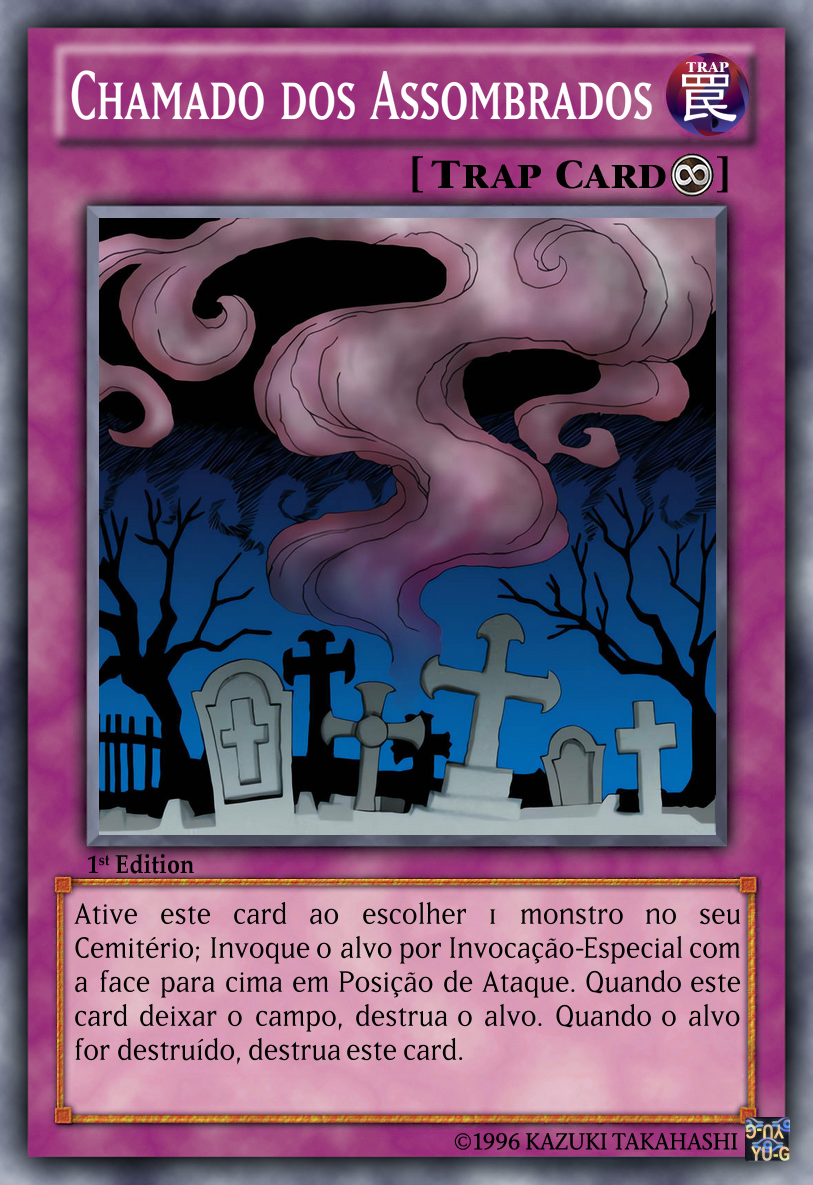 Chamado dos Assombrados
TRAP
罠
[Trap Card∞]
1st Edition
Ative este card ao escolher 1 monstro no seu
Cemitério; Invoque o alvo por Invocação-Especial com
a face para cima em Posição de Ataque. Quando este
card deixar o campo, destrua o alvo. Quando o alvo
for destruído, destrua este card.
©1996 KAZUKI TAKAHASHI
YU-G
YU-G